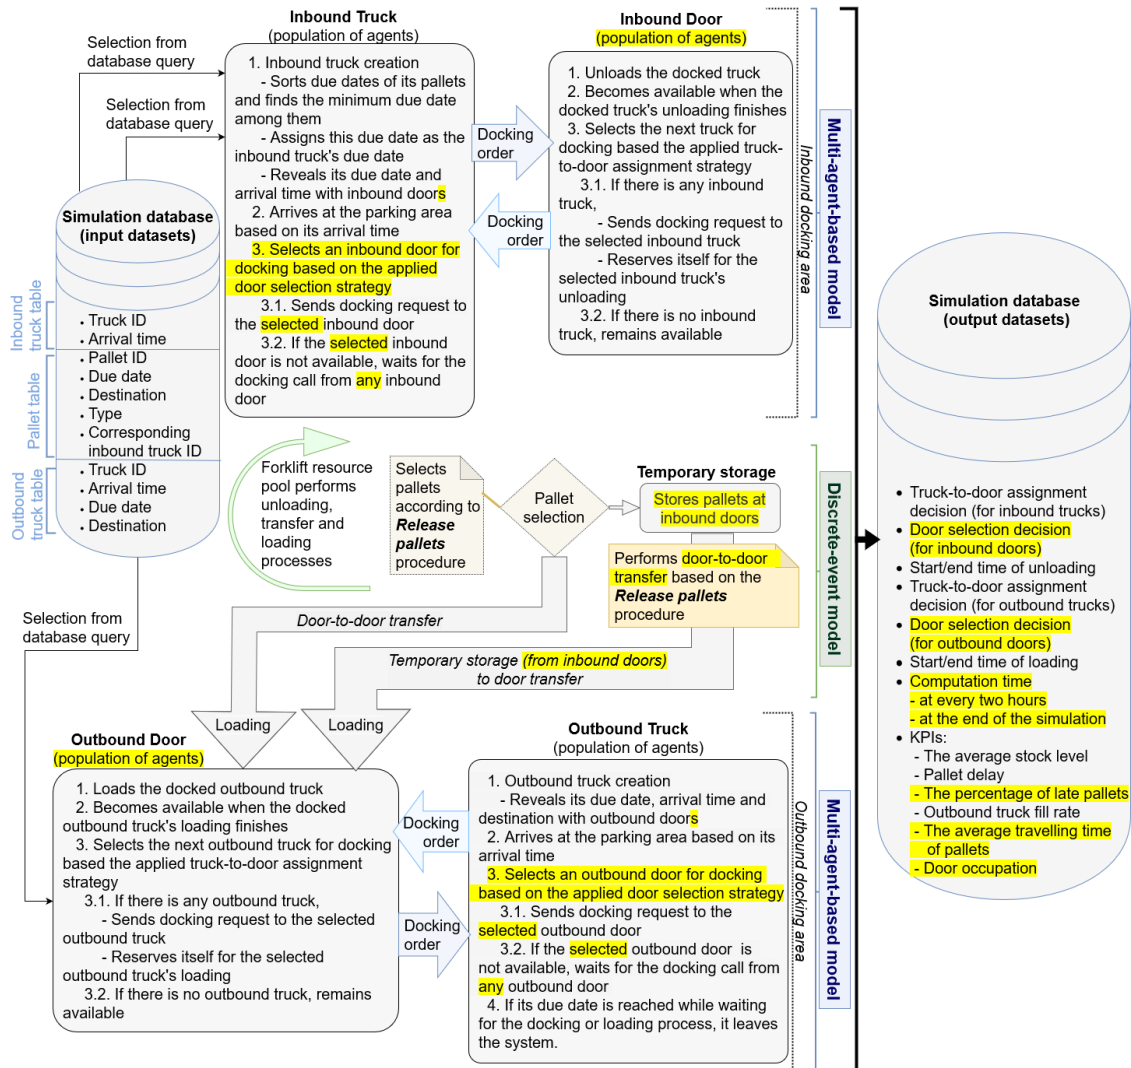 Selection from
database query
Selection from
database query
Simulation database
(input datasets)
Inbound
truck table
• Truck ID
• Arrival time
Pallet table
• Pallet ID
• Due date
• Destination
• Type
• Corresponding
inbound truck ID
Outbound
truck table
• Truck ID
• Arrival time
• Due date
• Destination
Selection from
database query
Inbound Truck
(population of agents)
1. Inbound truck creation
- Sorts due dates of its pallets
and finds the minimum due date
among them
- Assigns this due date as the
inbound truck's due date
- Reveals its due date and
arrival time with inbound doors
2. Arrives at the parking area
based on its arrival time
3. Selects an inbound door for
docking based on the applied
door selection strategy
3.1. Sends docking request to
the selected inbound door
3.2. If the selected inbound
door is not available, waits for the
docking call from any inbound
door
Docking
order
Docking
order
Inbound Door
(population of agents)
1. Unloads the docked truck
2. Becomes available when the
docked truck's unloading finishes
3. Selects the next truck for
docking based the applied truck-
to-door assignment strategy
3.1. If there is any inbound
truck,
- Sends docking request to
the selected inbound truck
- Reserves itself for the
selected inbound truck's
unloading
3.2. If there is no inbound
truck, remains available
Inbound docking area
Multi-agent-based model
Forklift resource
pool performs
unloading,
transfer and
loading
processes
Selects
pallets
according to
Release
pallets
procedure
Pallet
selection
Temporary storage
Stores pallets at
inbound doors
Performs door-to-door
transfer based on the
Release pallets
procedure
Discrete-event model
Door-to-door transfer
Temporary storage (from inbound doors)
to door transfer
Loading
Loading
Outbound Door
(population of agents)
1. Loads the docked outbound truck
2. Becomes available when the docked
outbound truck's loading finishes
3. Selects the next outbound truck for docking
based the applied truck-to-door assignment
strategy
3.1. If there is any outbound truck,
- Sends docking request to the selected
outbound truck
- Reserves itself for the selected
outbound truck's loading
3.2. If there is no outbound truck, remains
available
Docking
order
Docking
order
Outbound Truck
(population of agents)
1. Outbound truck creation
- Reveals its due date, arrival time and
destination with outbound doors
2. Arrives at the parking area based on its
arrival time
3. Selects an outbound door for docking
based on the applied door selection strategy
3.1. Sends docking request to the
selected outbound door
3.2. If the selected outbound door is
not available, waits for the docking call from
any outbound door
4. If its due date is reached while waiting
for the docking or loading process, it leaves
the system.
Outbound docking area
Multi-agent-based model
Simulation database
(output datasets)
• Truck-to-door assignment
decision (for inbound trucks)
• Door selection decision
(for inbound doors)
• Start/end time of unloading
• Truck-to-door assignment
decision (for outbound trucks)
• Door selection decision
(for outbound doors)
• Start/end time of loading
• Computation time
- at every two hours
- at the end of the simulation
• KPIs:
- The average stock level
- Pallet delay
- The percentage of late pallets
- Outbound truck fill rate
- The average travelling time
of pallets
- Door occupation